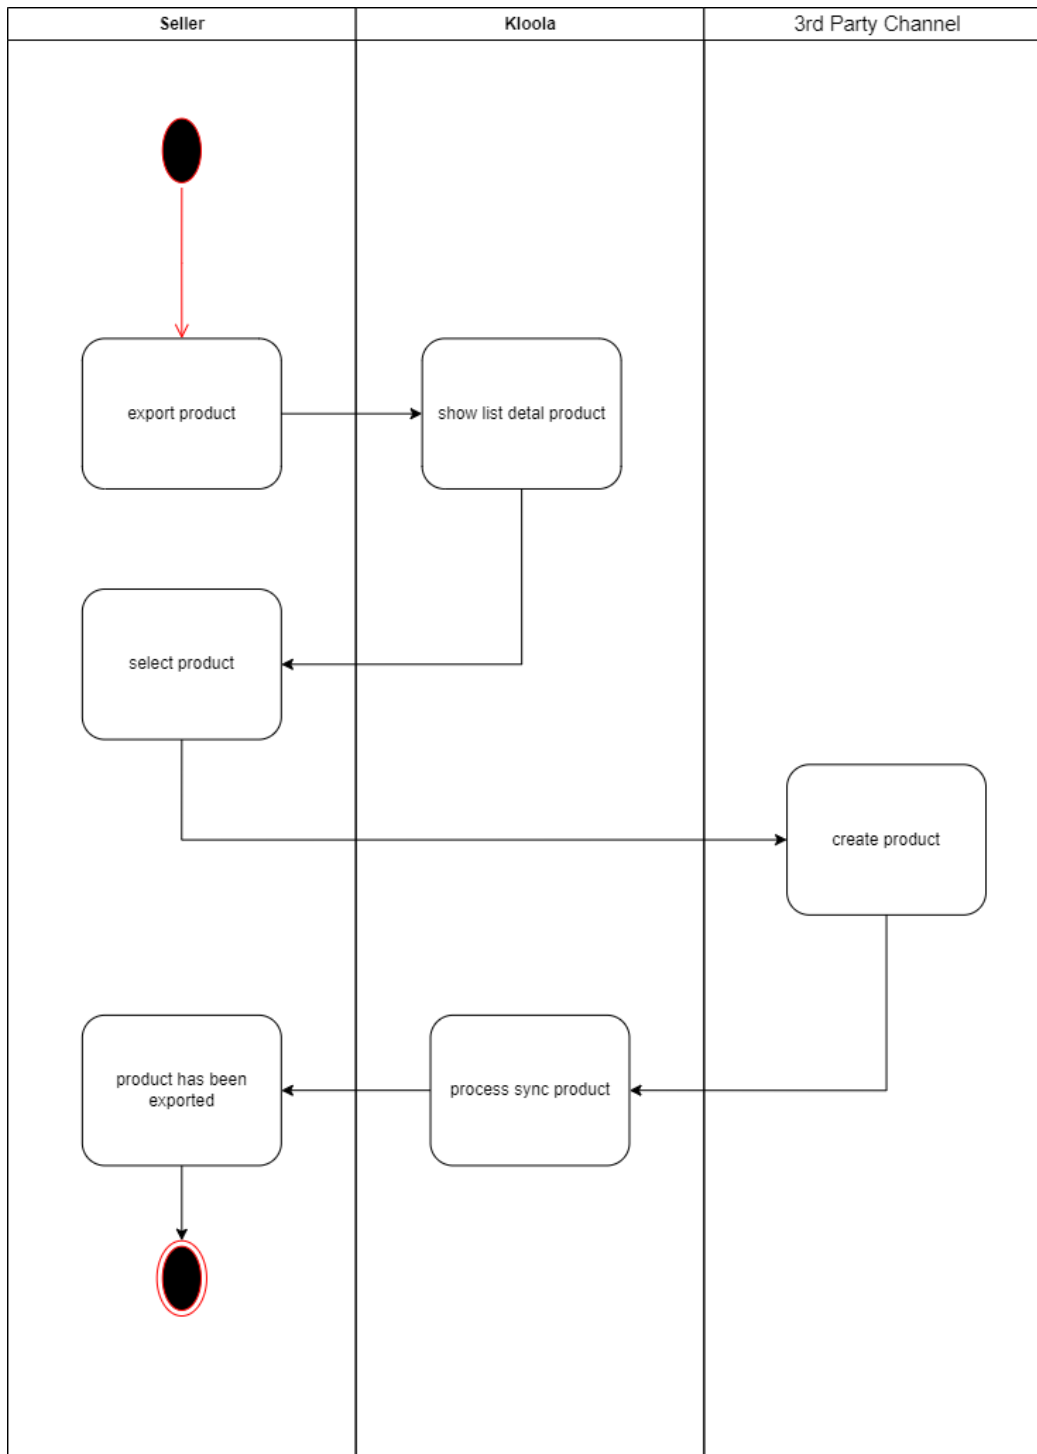 Seller
Kloola
3rd Party Channel
export product
show list detal product
select product
create product
product has been
exported
process sync product